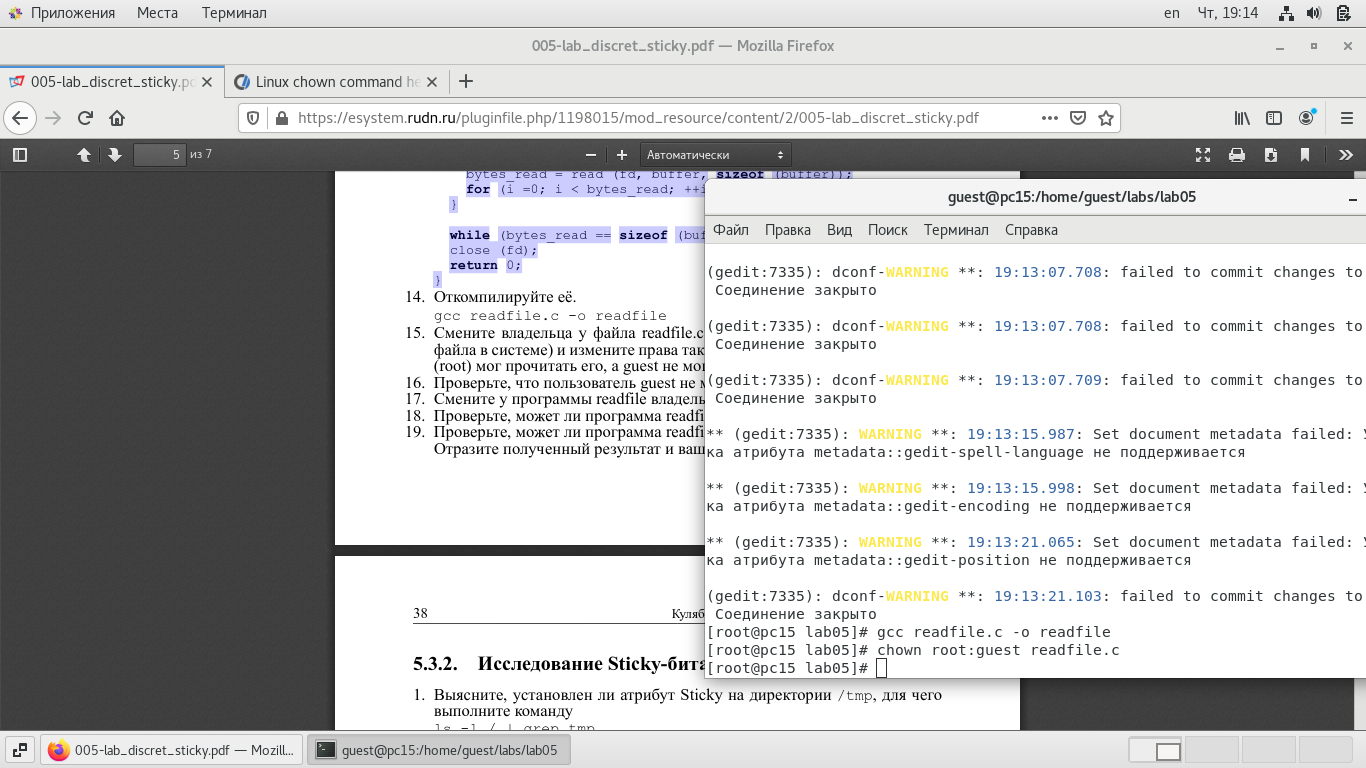 Приложения Места Терминал en Чт, 19:14
005-lab_discret_sticky.pdf — Mozilla Firefox
005-lab_discret_sticky.pd Linux chown command he
https://esystem.rudn.ru/pluginfile.php/1198015/mod_resource/content/2/005-lab_discret_sticky.pdf
5 из 7 Автоматически
bytes_read = read (fd, buffer, sizeof (buffer));
for (i =0; i < bytes_read; ++i
}
while (bytes_read == sizeof (buf
close (fd);
return 0;
}
14. Откомпилируйте её.
gcc readfile.c -o readfile
15. Смените владельца у файла readfile.c
файла в системе) и измените права так
(root) мог прочитать его, а guest не мог
16. Проверьте, что пользователь guest не м
17. Смените у программы readfile владель
18. Проверьте, может ли программа readfi
19. Проверьте, может ли программа readfi
Отразите полученный результат и ваш
38 Куляб
5.3.2. Исследование Sticky-бита
1. Выясните, установлен ли атрибут Sticky на директории /tmp, для чего
выполните команду
ls -l / | grep tmp
guest@pc15:/home/guest/labs/lab05
Файл Правка Вид Поиск Терминал Справка
(gedit:7335): dconf-WARNING **: 19:13:07.708: failed to commit changes to
Соединение закрыто
(gedit:7335): dconf-WARNING **: 19:13:07.708: failed to commit changes to
Соединение закрыто
(gedit:7335): dconf-WARNING **: 19:13:07.709: failed to commit changes to
Соединение закрыто
** (gedit:7335): WARNING **: 19:13:15.987: Set document metadata failed: У
ка атрибута metadata::gedit-spell-language не поддерживается
** (gedit:7335): WARNING **: 19:13:15.998: Set document metadata failed: У
ка атрибута metadata::gedit-encoding не поддерживается
** (gedit:7335): WARNING **: 19:13:21.065: Set document metadata failed: У
ка атрибута metadata::gedit-position не поддерживается
(gedit:7335): dconf-WARNING **: 19:13:21.103: failed to commit changes to
Соединение закрыто
[root@pc15 lab05]# gcc readfile.c -o readfile
[root@pc15 lab05]# chown root:guest readfile.c
[root@pc15 lab05]#
005-lab_discret_sticky.pdf — Mozill... guest@pc15:/home/guest/labs/lab05